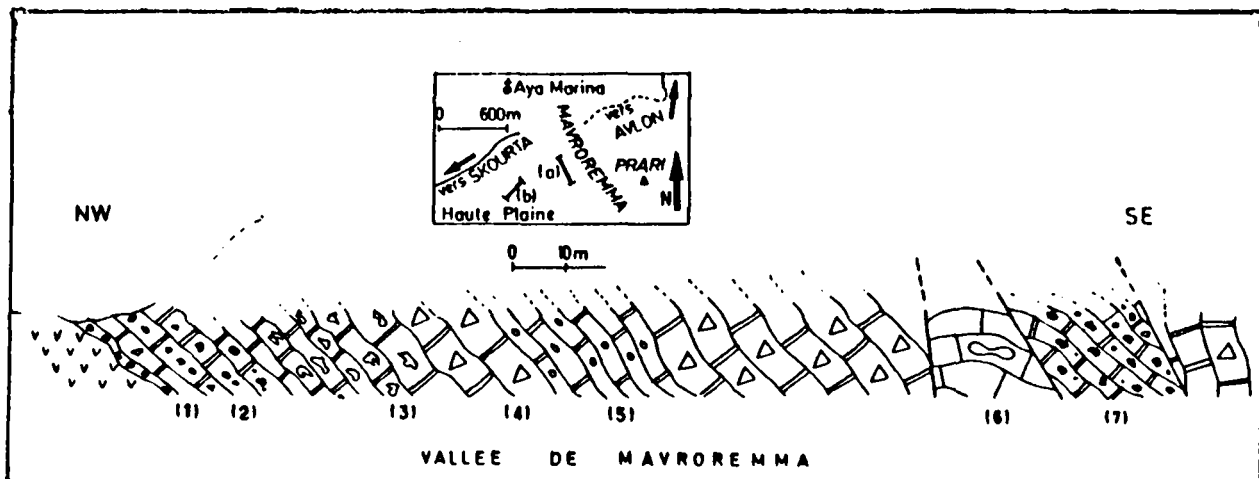 Aya Marina
0 600m
vers AVLON
MAVROREMMA
vers SKOURTA
PRARI
(a)
(b)
N
Haute Plaine
NW
SE
0 10m
(1) (2) (3) (4) (5) (6) (7)
VALLEE DE MAVROREMMA